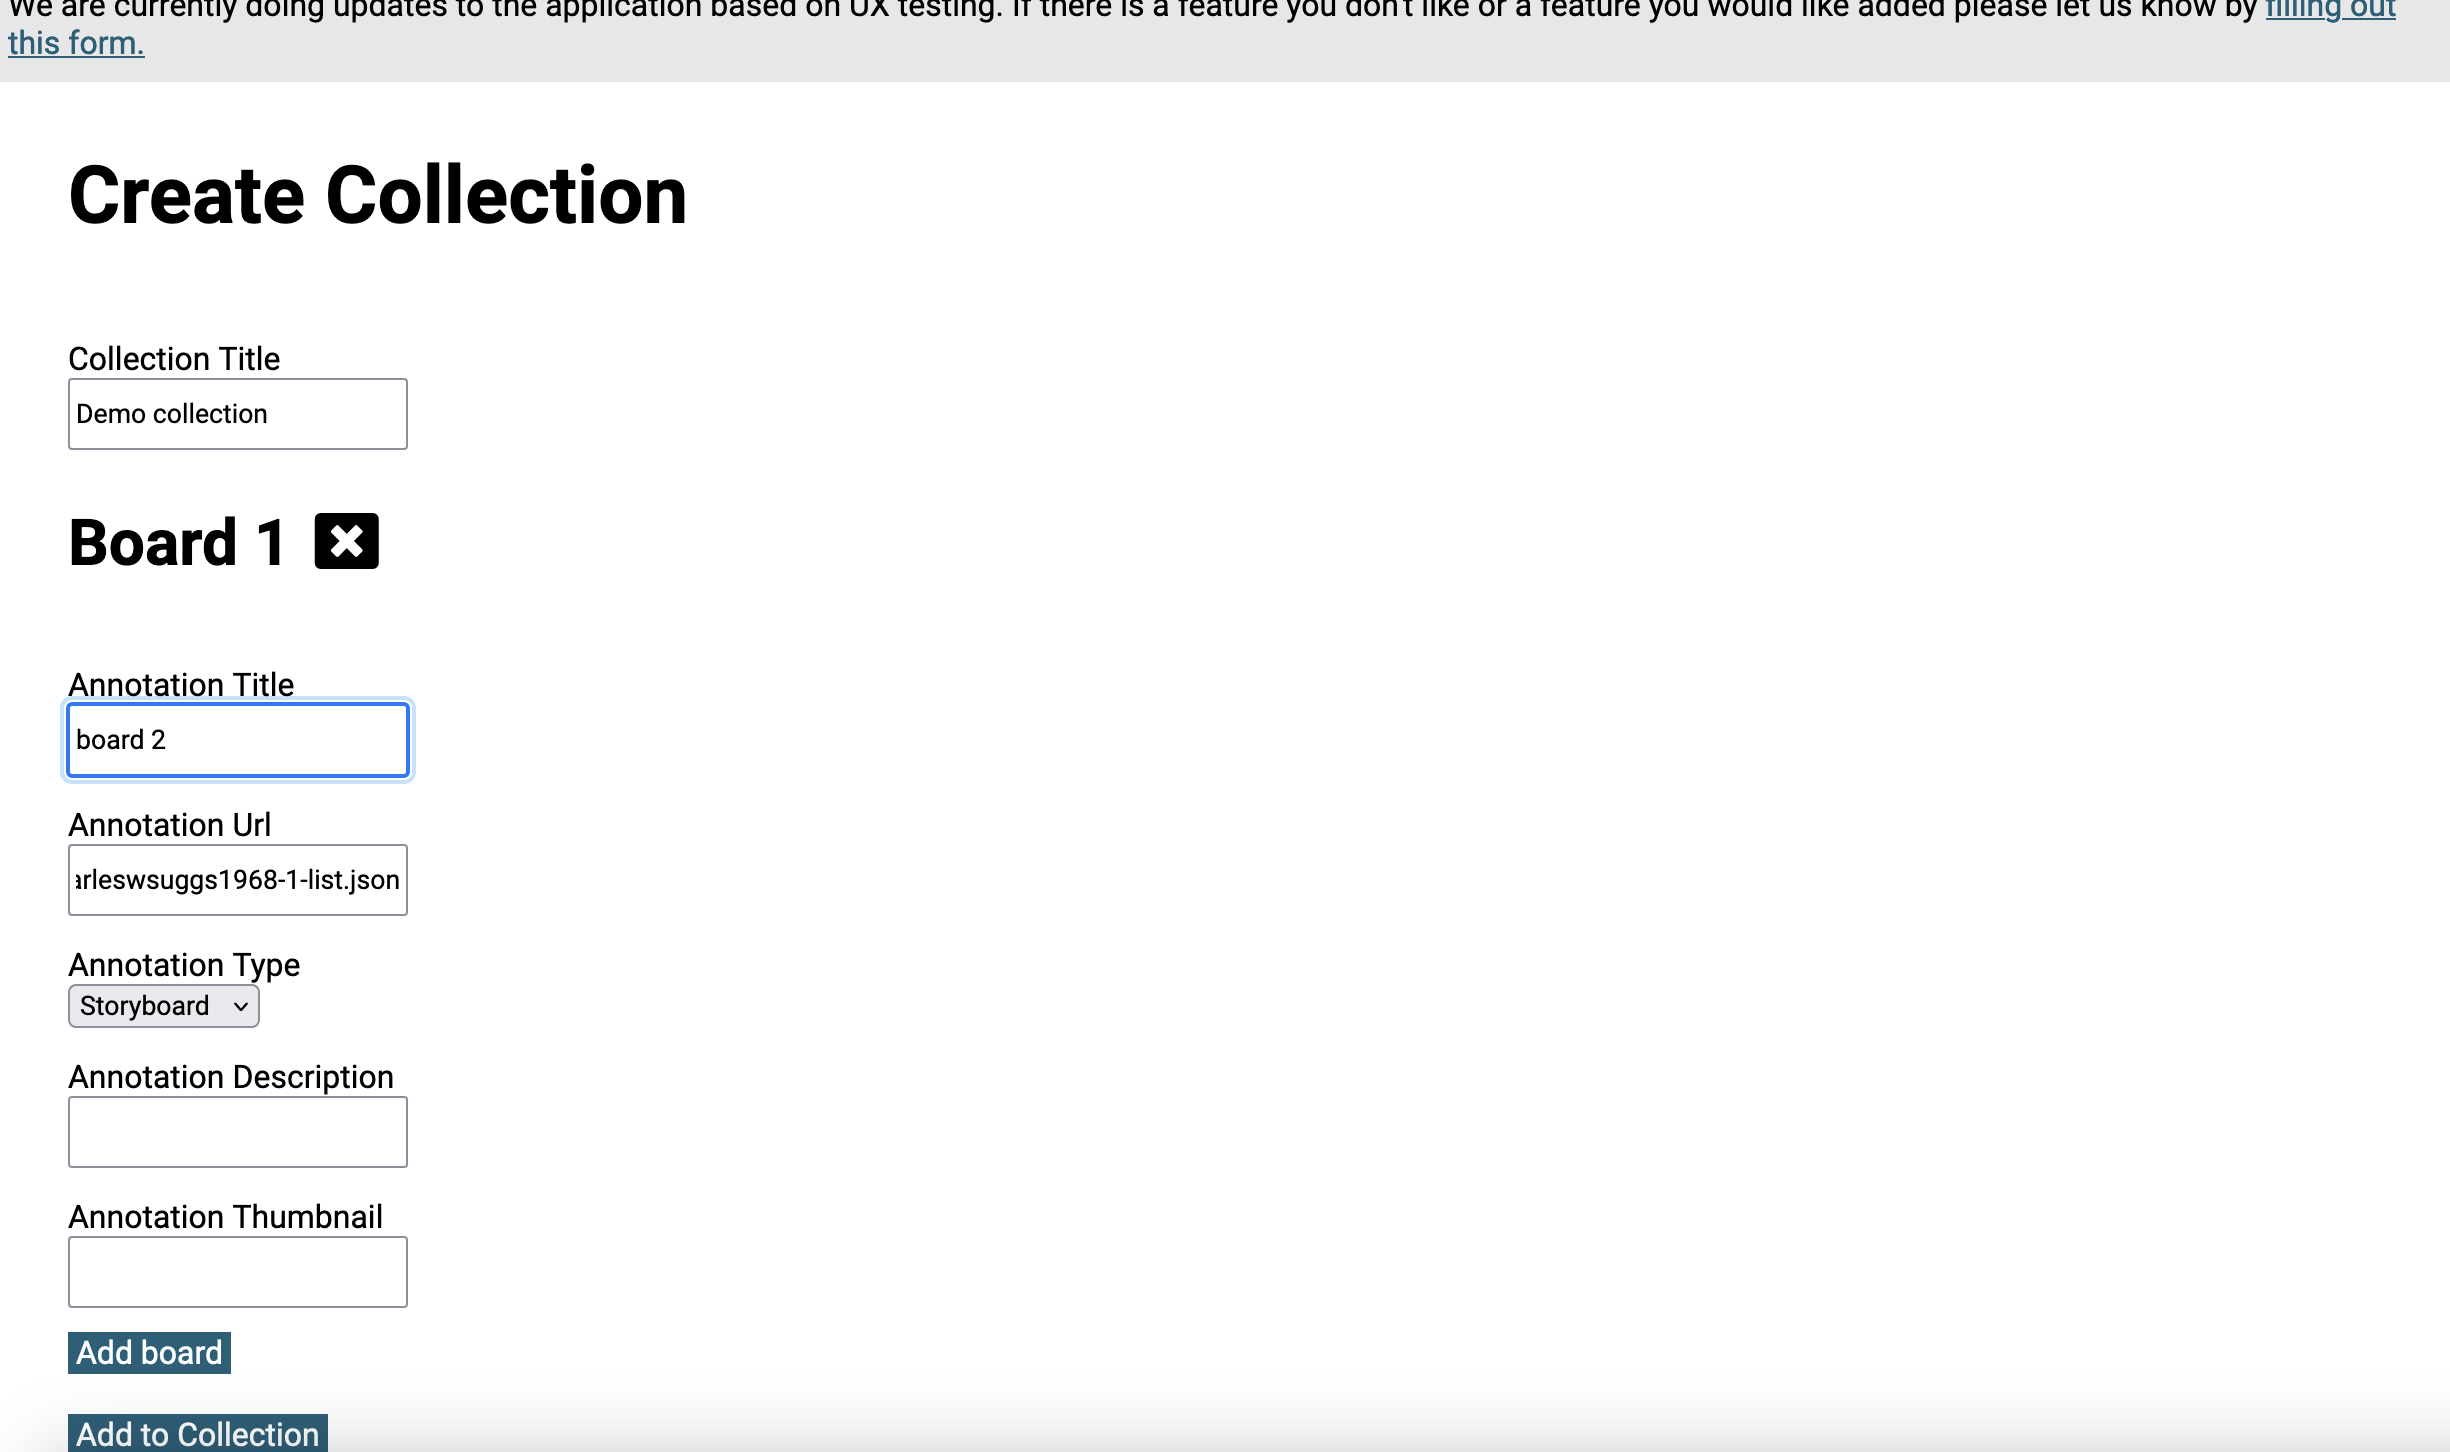 We are currently doing updates to the application based on UX testing. If there is a feature you don't like or a feature you would like added please let us know by filling out
this form.
Create Collection
Collection Title
Demo collection
Board 1
Annotation Title
board 2
Annotation Url
arleswsuggs1968-1-list.json
Annotation Type
Storyboard
Annotation Description
Annotation Thumbnail
Add board
Add to Collection